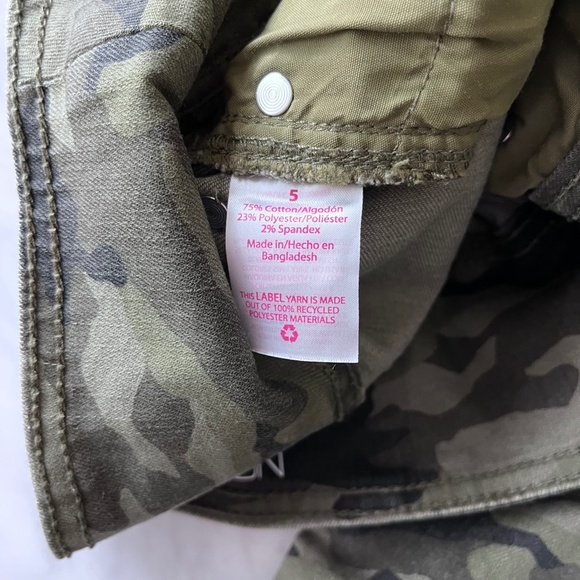 5
75% Cotton/Algodón
23% Polyester/Poliéster
2% Spandex
Made in/Hecho en
Bangladesh
THIS LABEL YARN IS MADE
OUT OF 100% RECYCLED
POLYESTER MATERIALS